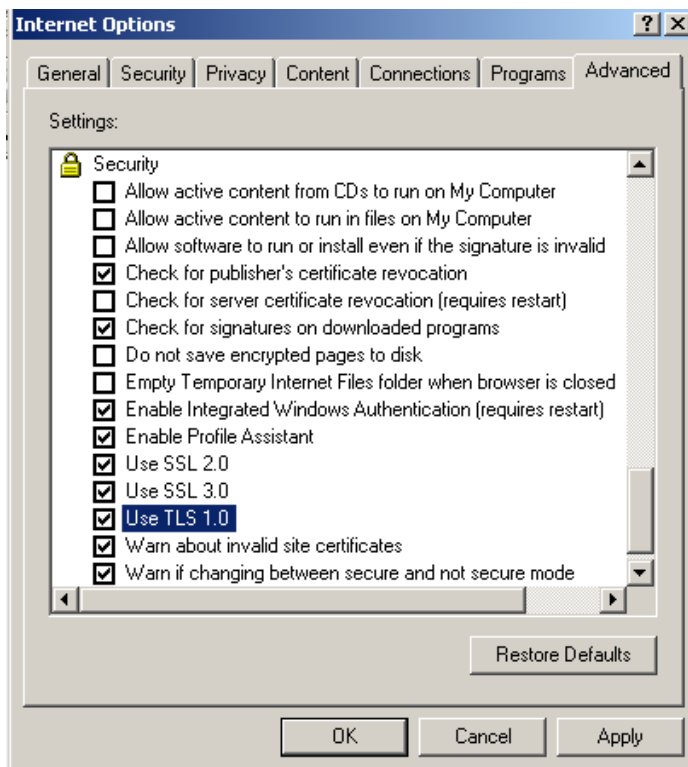 Internet Options
General Security Privacy Content Connections Programs Advanced
Settings:
Security
Allow active content from CDs to run on My Computer
Allow active content to run in files on My Computer
Allow software to run or install even if the signature is invalid
Check for publisher's certificate revocation
Check for server certificate revocation (requires restart)
Check for signatures on downloaded programs
Do not save encrypted pages to disk
Empty Temporary Internet Files folder when browser is closed
Enable Integrated Windows Authentication (requires restart)
Enable Profile Assistant
Use SSL 2.0
Use SSL 3.0
Use TLS 1.0
Warn about invalid site certificates
Warn if changing between secure and not secure mode
Restore Defaults
OK Cancel Apply